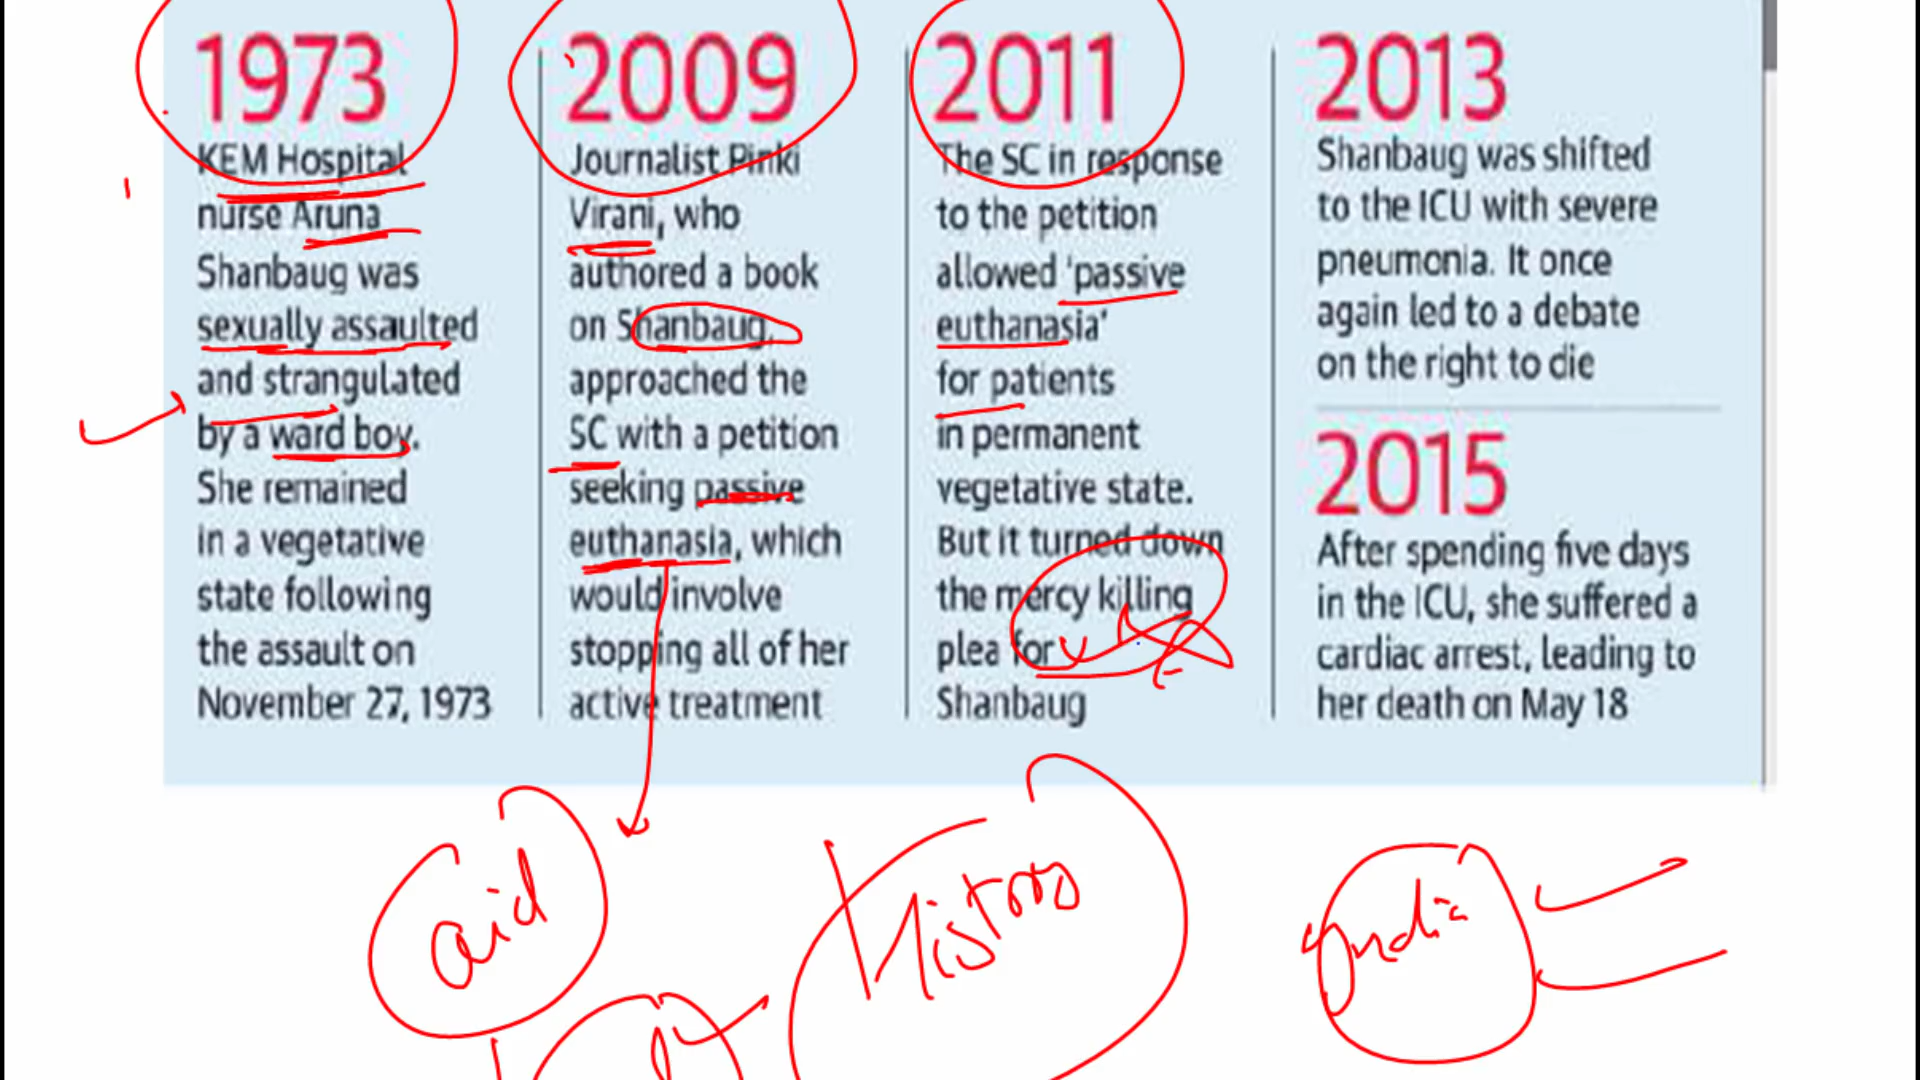 1973
KEM Hospital
nurse Aruna
Shanbaug was
sexually assaulted
and strangulated
by a ward boy.
She remained
in a vegetative
state following
the assault on
November 27, 1973
2009
Journalist Pinki
Virani, who
authored a book
on Shanbaug,
approached the
SC with a petition
seeking passive
euthanasia, which
would involve
stopping all of her
active treatment
2011
The SC in response
to the petition
allowed ‘passive
euthanasia’
for patients
in permanent
vegetative state.
But it turned down
the mercy killing
plea for
Shanbaug
2013
Shanbaug was shifted
to the ICU with severe
pneumonia. It once
again led to a debate
on the right to die
2015
After spending five days
in the ICU, she suffered a
cardiac arrest, leading to
her death on May 18
aid
India